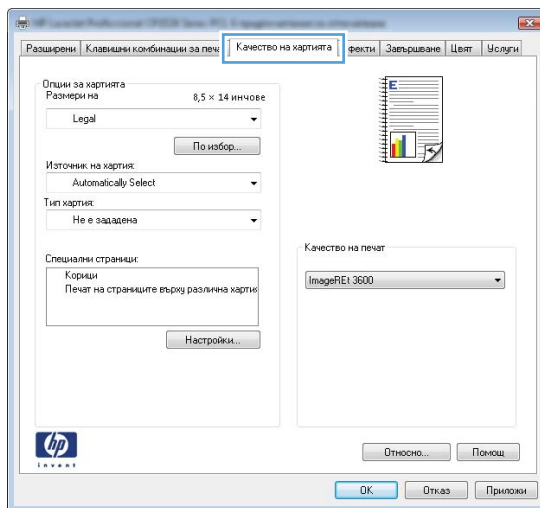 Разширени Клавишни комбинации за печа Качество на хартията фекти Завършване Цвят Услуги
Опции за хартията
Размери на 8,5 × 14 инчове
Legal
По избор...
Източник на хартия:
Automatically Select
Тип хартия:
Не е зададена
Специални страници:
Корици
Печат на страниците върху различна хартия
Настройки...
E
Качество на печат
ImageREt 3600
hp
invent
Относно... Помощ
OK Отказ Приложи